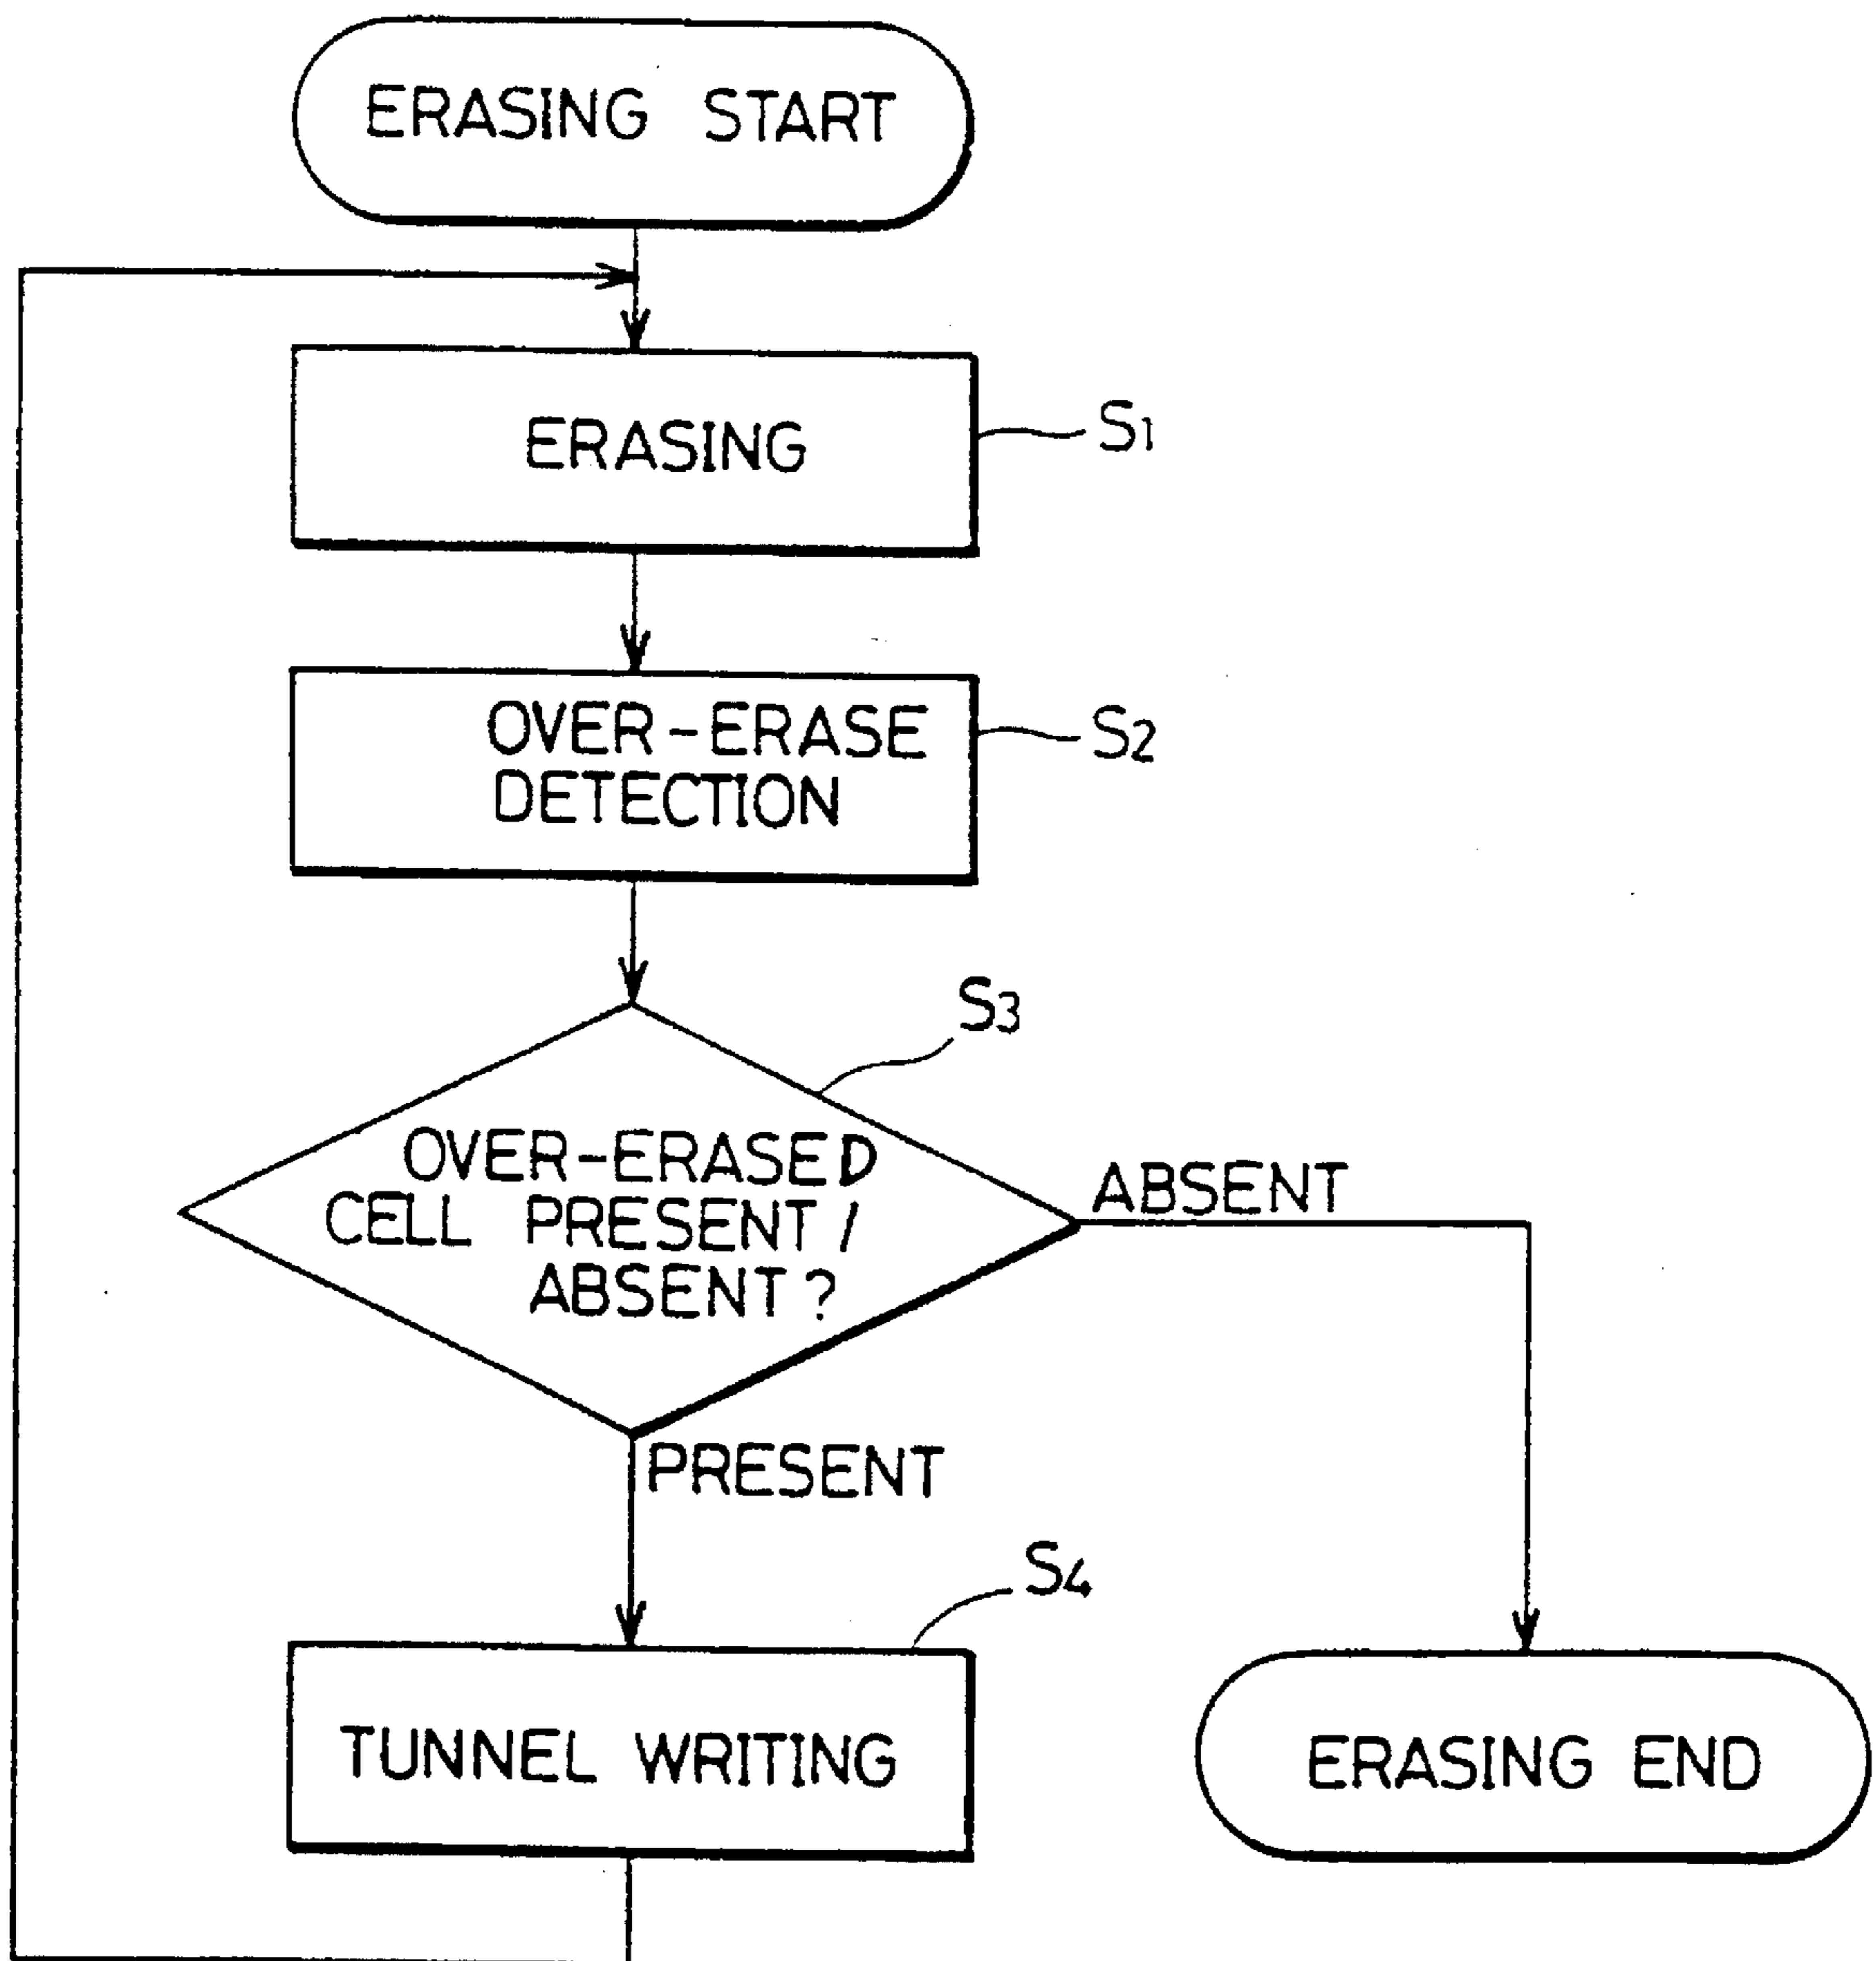 ERASING START
ERASING
S1
OVER-ERASE
DETECTION
S2
S3
OVER-ERASED
CELL PRESENT /
ABSENT ?
ABSENT
PRESENT
S4
TUNNEL WRITING
ERASING END